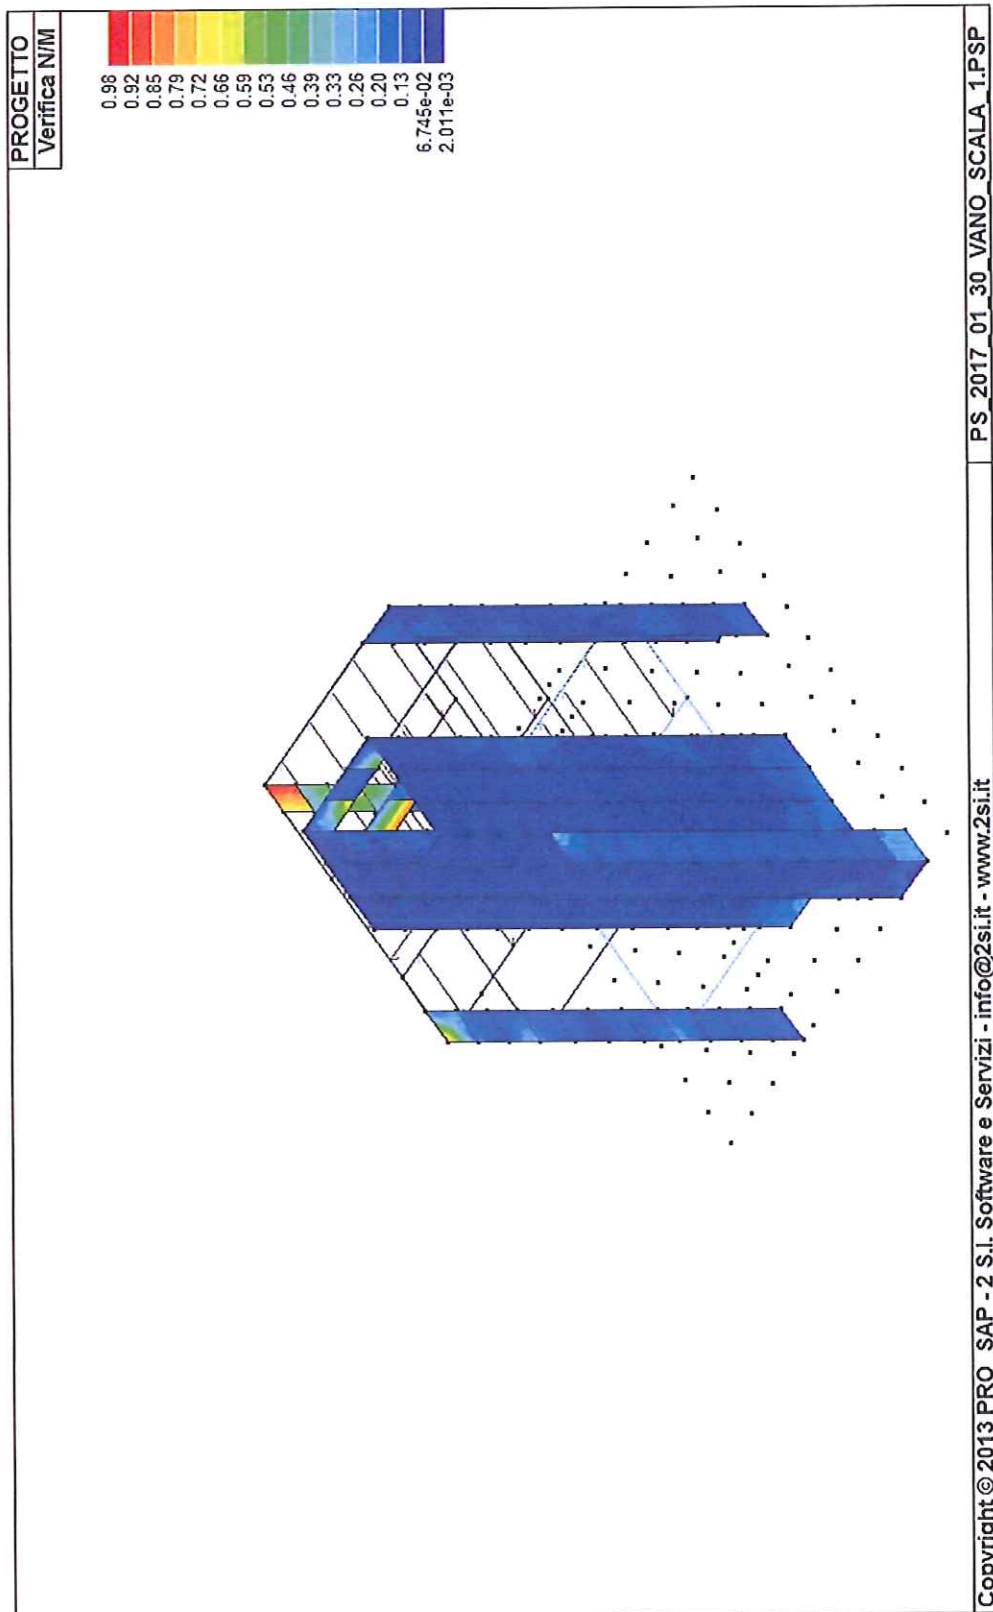 PROGETTO
Verifica N/M
0.98
0.92
0.85
0.79
0.72
0.66
0.59
0.53
0.46
0.39
0.33
0.26
0.20
0.13
6.745e-02
2.011e-03
Copyright © 2013 PRO_SAP - 2 S.I. Software e Servizi - info@2si.it - www.2si.it
PS_2017_01_30_VANO_SCALA_1.PSP